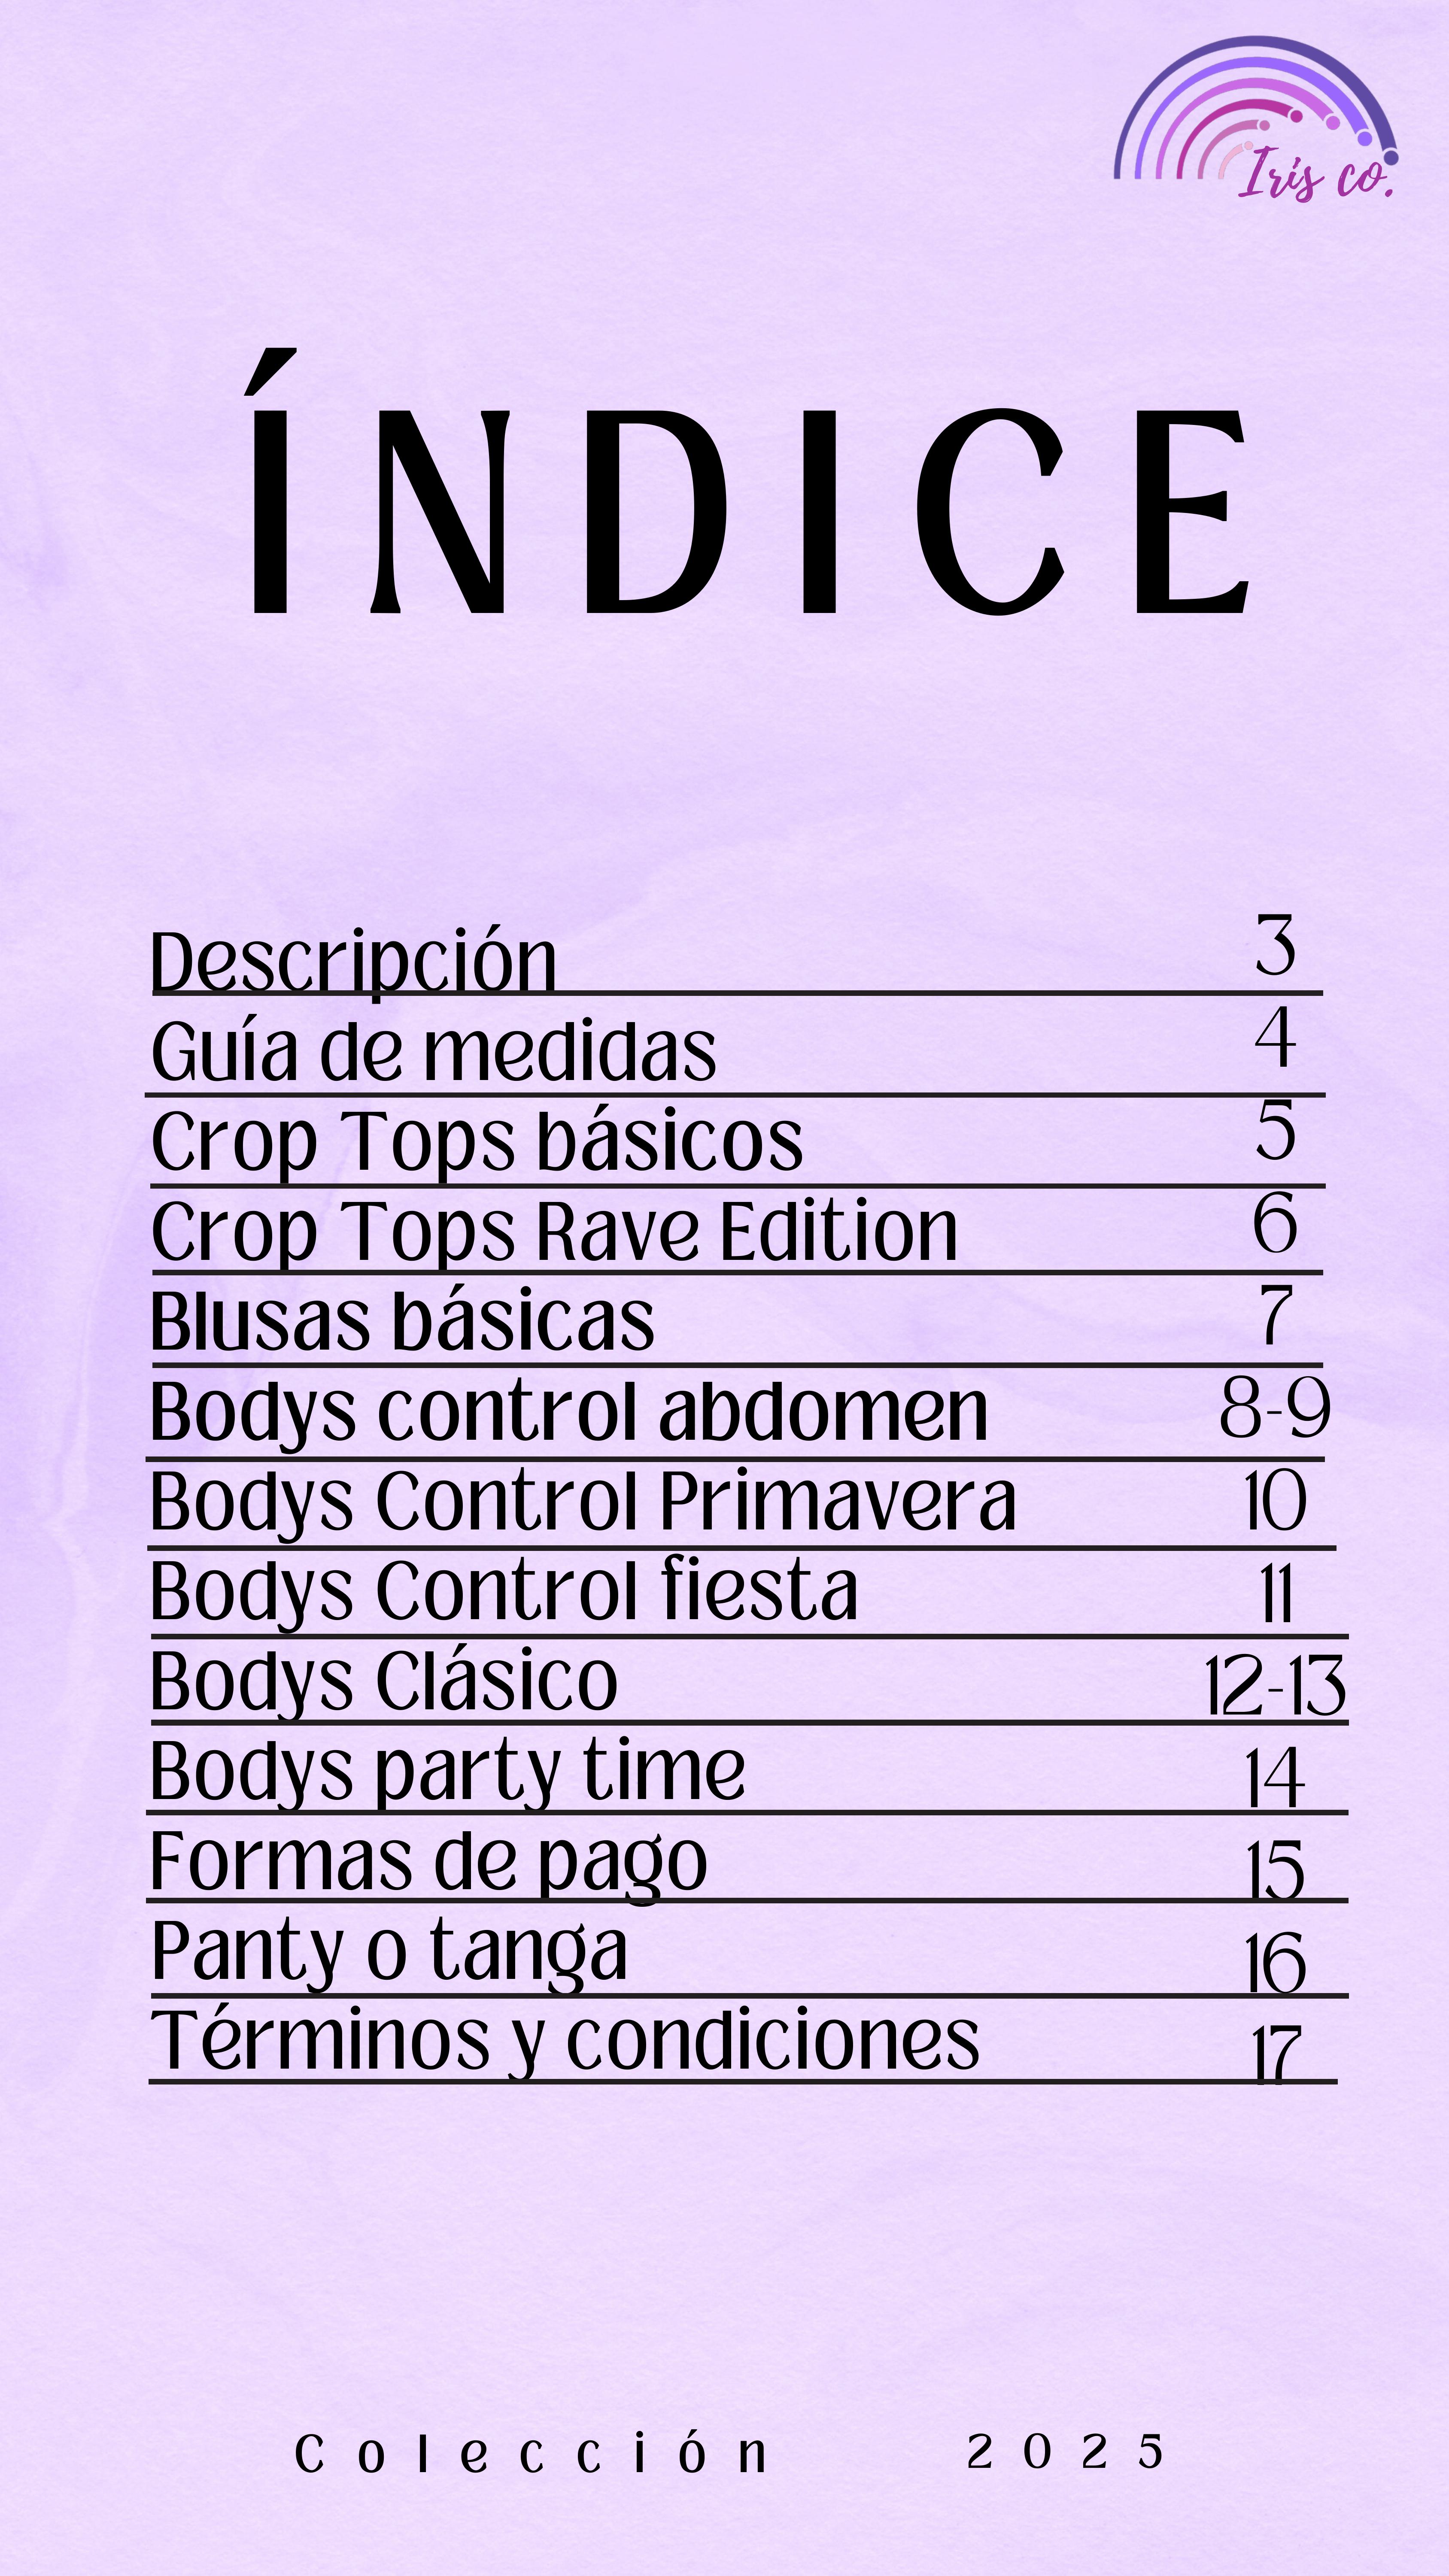 Iris co.
ÍNDICE
Descripción 3
Guía de medidas 4
Crop Tops básicos 5
Crop Tops Rave Edition 6
Blusas básicas 7
Bodys control abdomen 8-9
Bodys Control Primavera 10
Bodys Control fiesta 11
Bodys Clásico 12-13
Bodys party time 14
Formas de pago 15
Panty o tanga 16
Términos y condiciones 17
Colección 2025